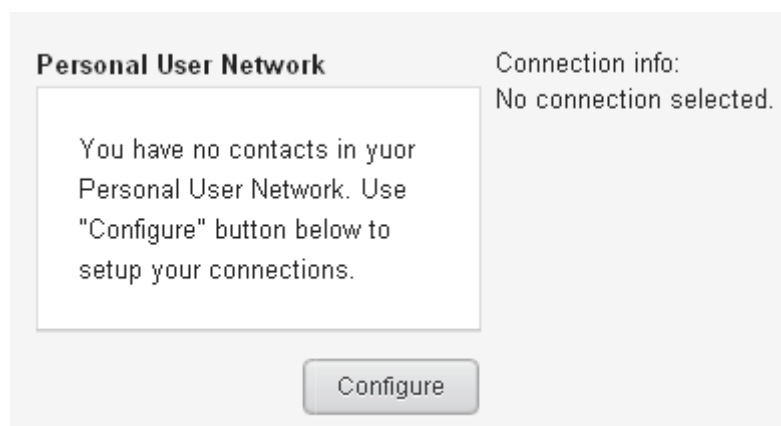 Personal User Network
You have no contacts in yuor
Personal User Network. Use
"Configure" button below to
setup your connections.
Configure
Connection info:
No connection selected.